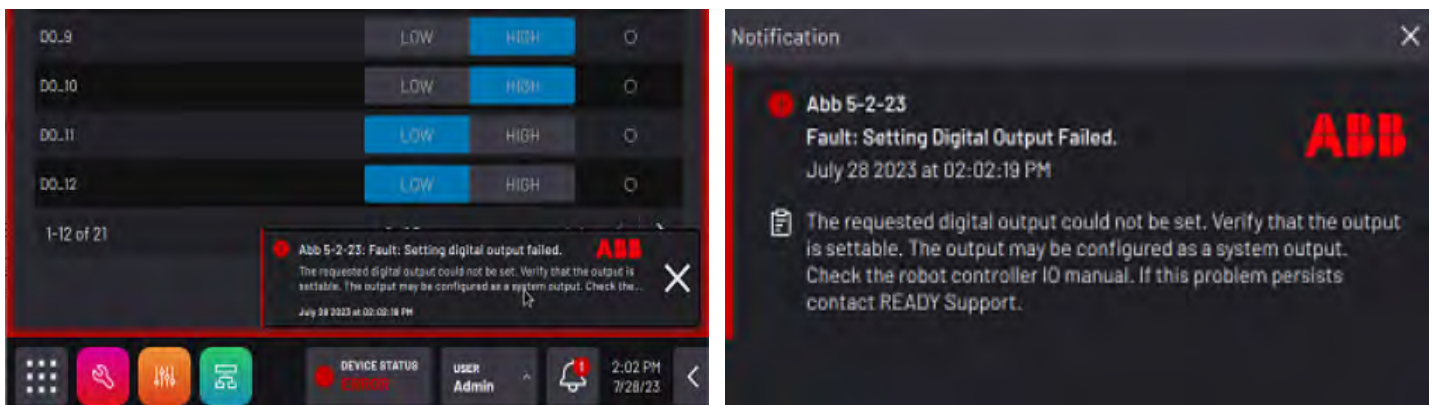 DO_9 LOW HIGH
DO_10 LOW HIGH
DO_11 LOW HIGH
DO_12 LOW HIGH
1-12 of 21
Abb 5-2-23: Fault: Setting digital output failed.
ABB
The requested digital output could not be set. Verify that the output is
settable. The output may be configured as a system output. Check the...
July 28 2023 at 02:02:19 PM
DEVICE STATUS
ERROR
USER
Admin
1
2:02 PM
7/28/23
Notification
Abb 5-2-23
Fault: Setting Digital Output Failed.
July 28 2023 at 02:02:19 PM
ABB
The requested digital output could not be set. Verify that the output
is settable. The output may be configured as a system output.
Check the robot controller IO manual. If this problem persists
contact READY Support.